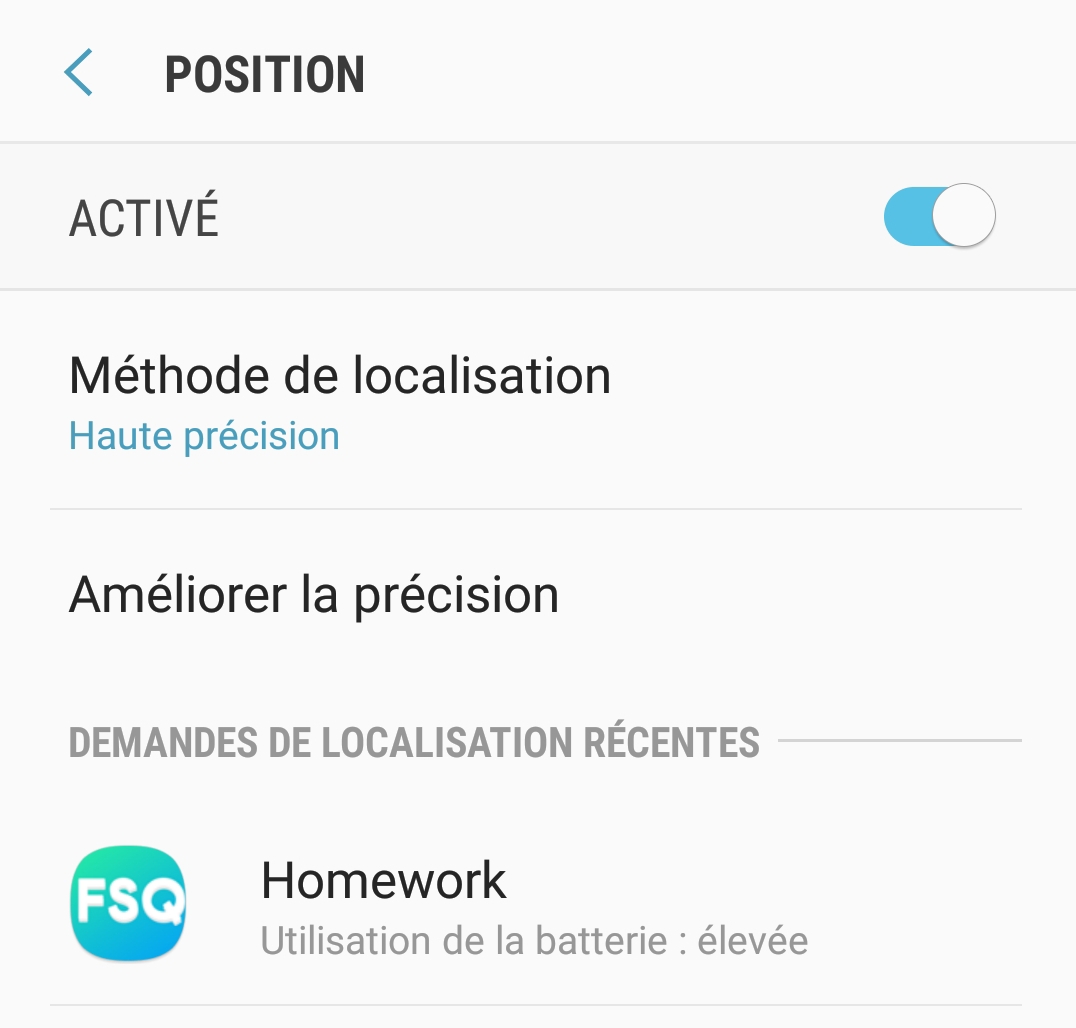 POSITION
ACTIVÉ
Méthode de localisation
Haute précision
Améliorer la précision
DEMANDES DE LOCALISATION RÉCENTES
FSQ
Homework
Utilisation de la batterie : élevée